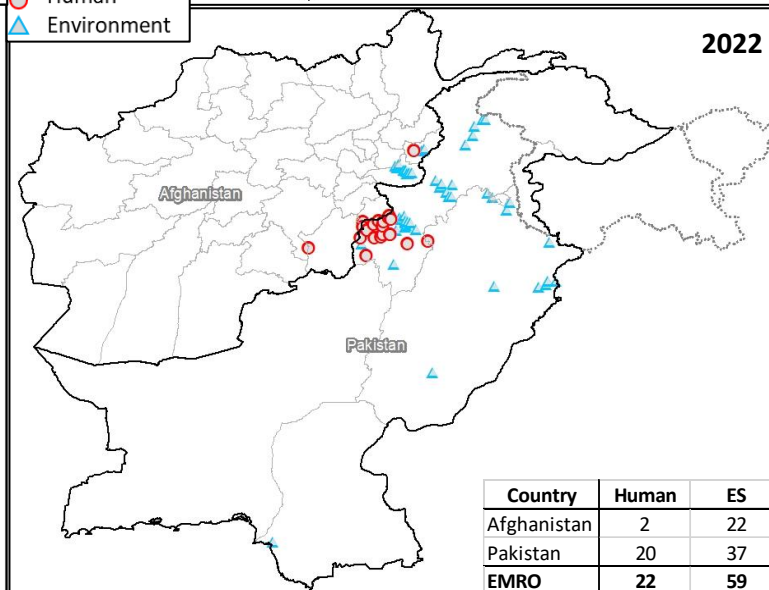 Human
Environment
2022
Afghanistan
Pakistan
Country Human ES
Afghanistan 2 22
Pakistan 20 37
EMRO 22 59